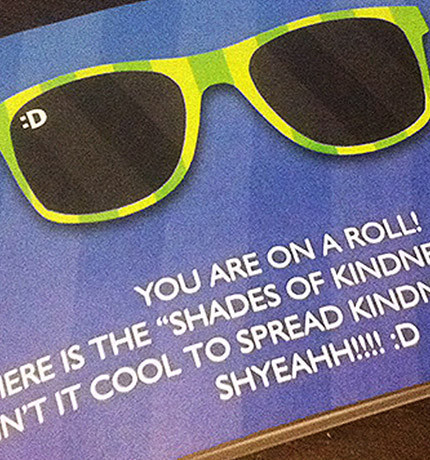 :D
YOU ARE ON A ROLL!
HERE IS THE “SHADES OF KINDNE
N'T IT COOL TO SPREAD KINDN
SHYEAHH!!!! :D